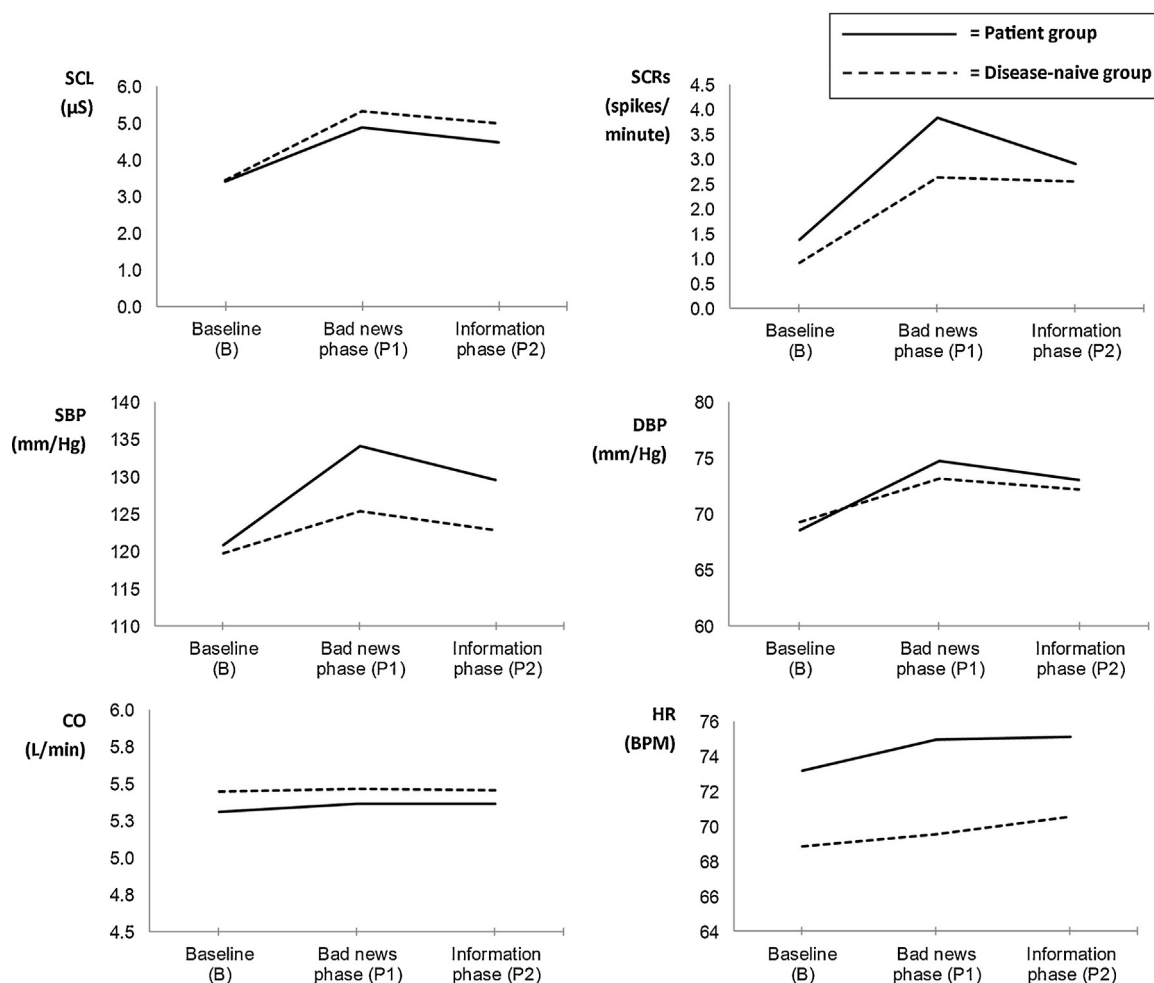 = Patient group
= Disease-naive group
SCL
(µS)
6.0
5.0
4.0
3.0
2.0
1.0
0.0
Baseline
(B)
Bad news
phase (P1)
Information
phase (P2)
SCRs
(spikes/
minute)
4.5
4.0
3.5
3.0
2.5
2.0
1.5
1.0
0.5
0.0
Baseline
(B)
Bad news
phase (P1)
Information
phase (P2)
SBP
(mm/Hg)
140
135
130
125
120
115
110
Baseline
(B)
Bad news
phase (P1)
Information
phase (P2)
DBP
(mm/Hg)
80
75
70
65
60
Baseline
(B)
Bad news
phase (P1)
Information
phase (P2)
CO
(L/min)
6.0
5.8
5.5
5.3
5.0
4.8
4.5
Baseline
(B)
Bad news
phase (P1)
Information
phase (P2)
HR
(BPM)
76
74
72
70
68
66
64
Baseline
(B)
Bad news
phase (P1)
Information
phase (P2)